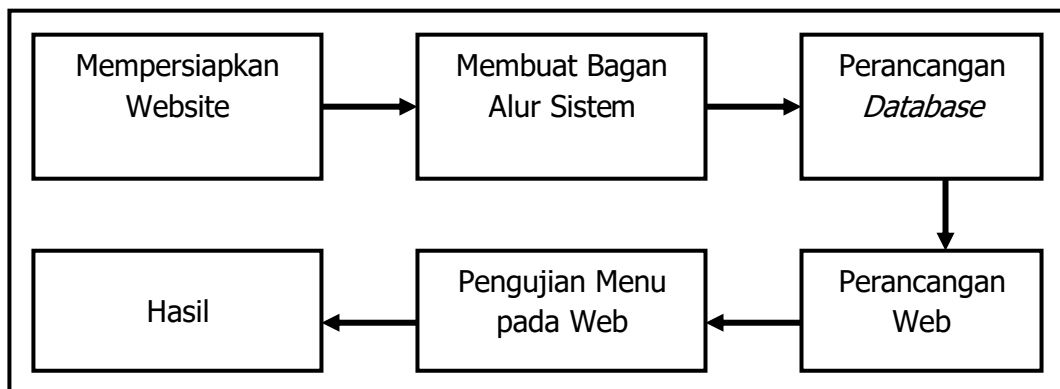 Mempersiapkan
Website
Membuat Bagan
Alur Sistem
Perancangan
Database
Perancangan
Web
Pengujian Menu
pada Web
Hasil